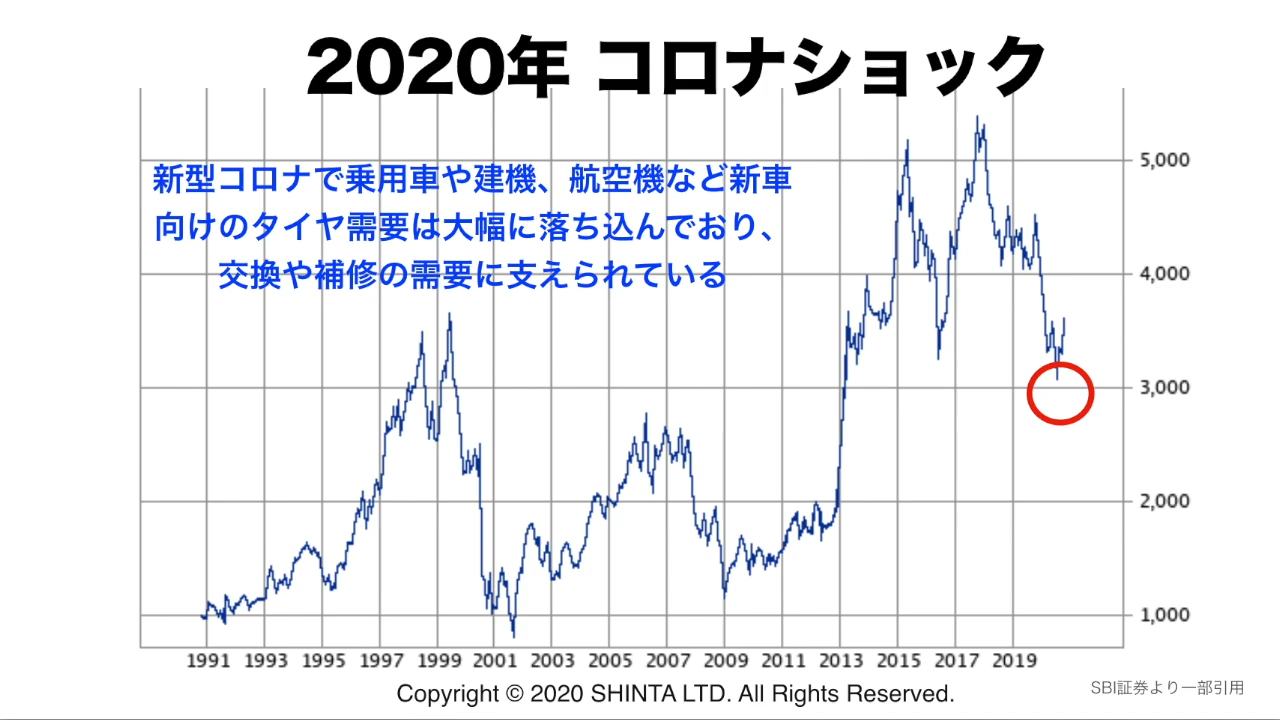 2020年 コロナショック
新型コロナで乗用車や建機、航空機など新車
向けのタイヤ需要は大幅に落ち込んでおり、
交換や補修の需要に支えられている
5,000
4,000
3,000
2,000
1,000
1991 1993 1995 1997 1999 2001 2003 2005 2007 2009 2011 2013 2015 2017 2019
Copyright © 2020 SHINTA LTD. All Rights Reserved.
SBI証券より一部引用